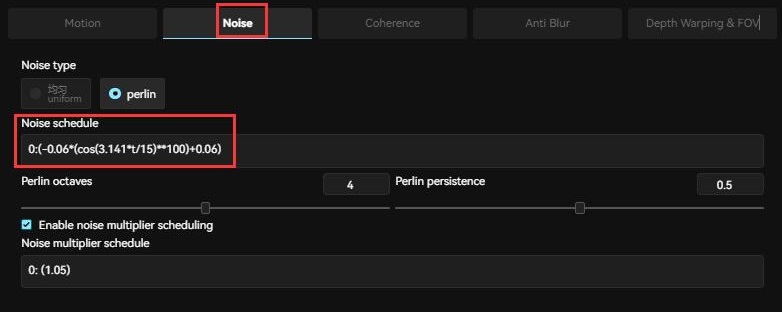 Motion
Noise
Coherence
Anti Blur
Depth Warping & FOV
Noise type
均匀
uniform
perlin
Noise schedule
0:(-0.06*(cos(3.141*t/15)**100)+0.06)
Perlin octaves
4
Perlin persistence
0.5
Enable noise multiplier scheduling
Noise multiplier schedule
0: (1.05)